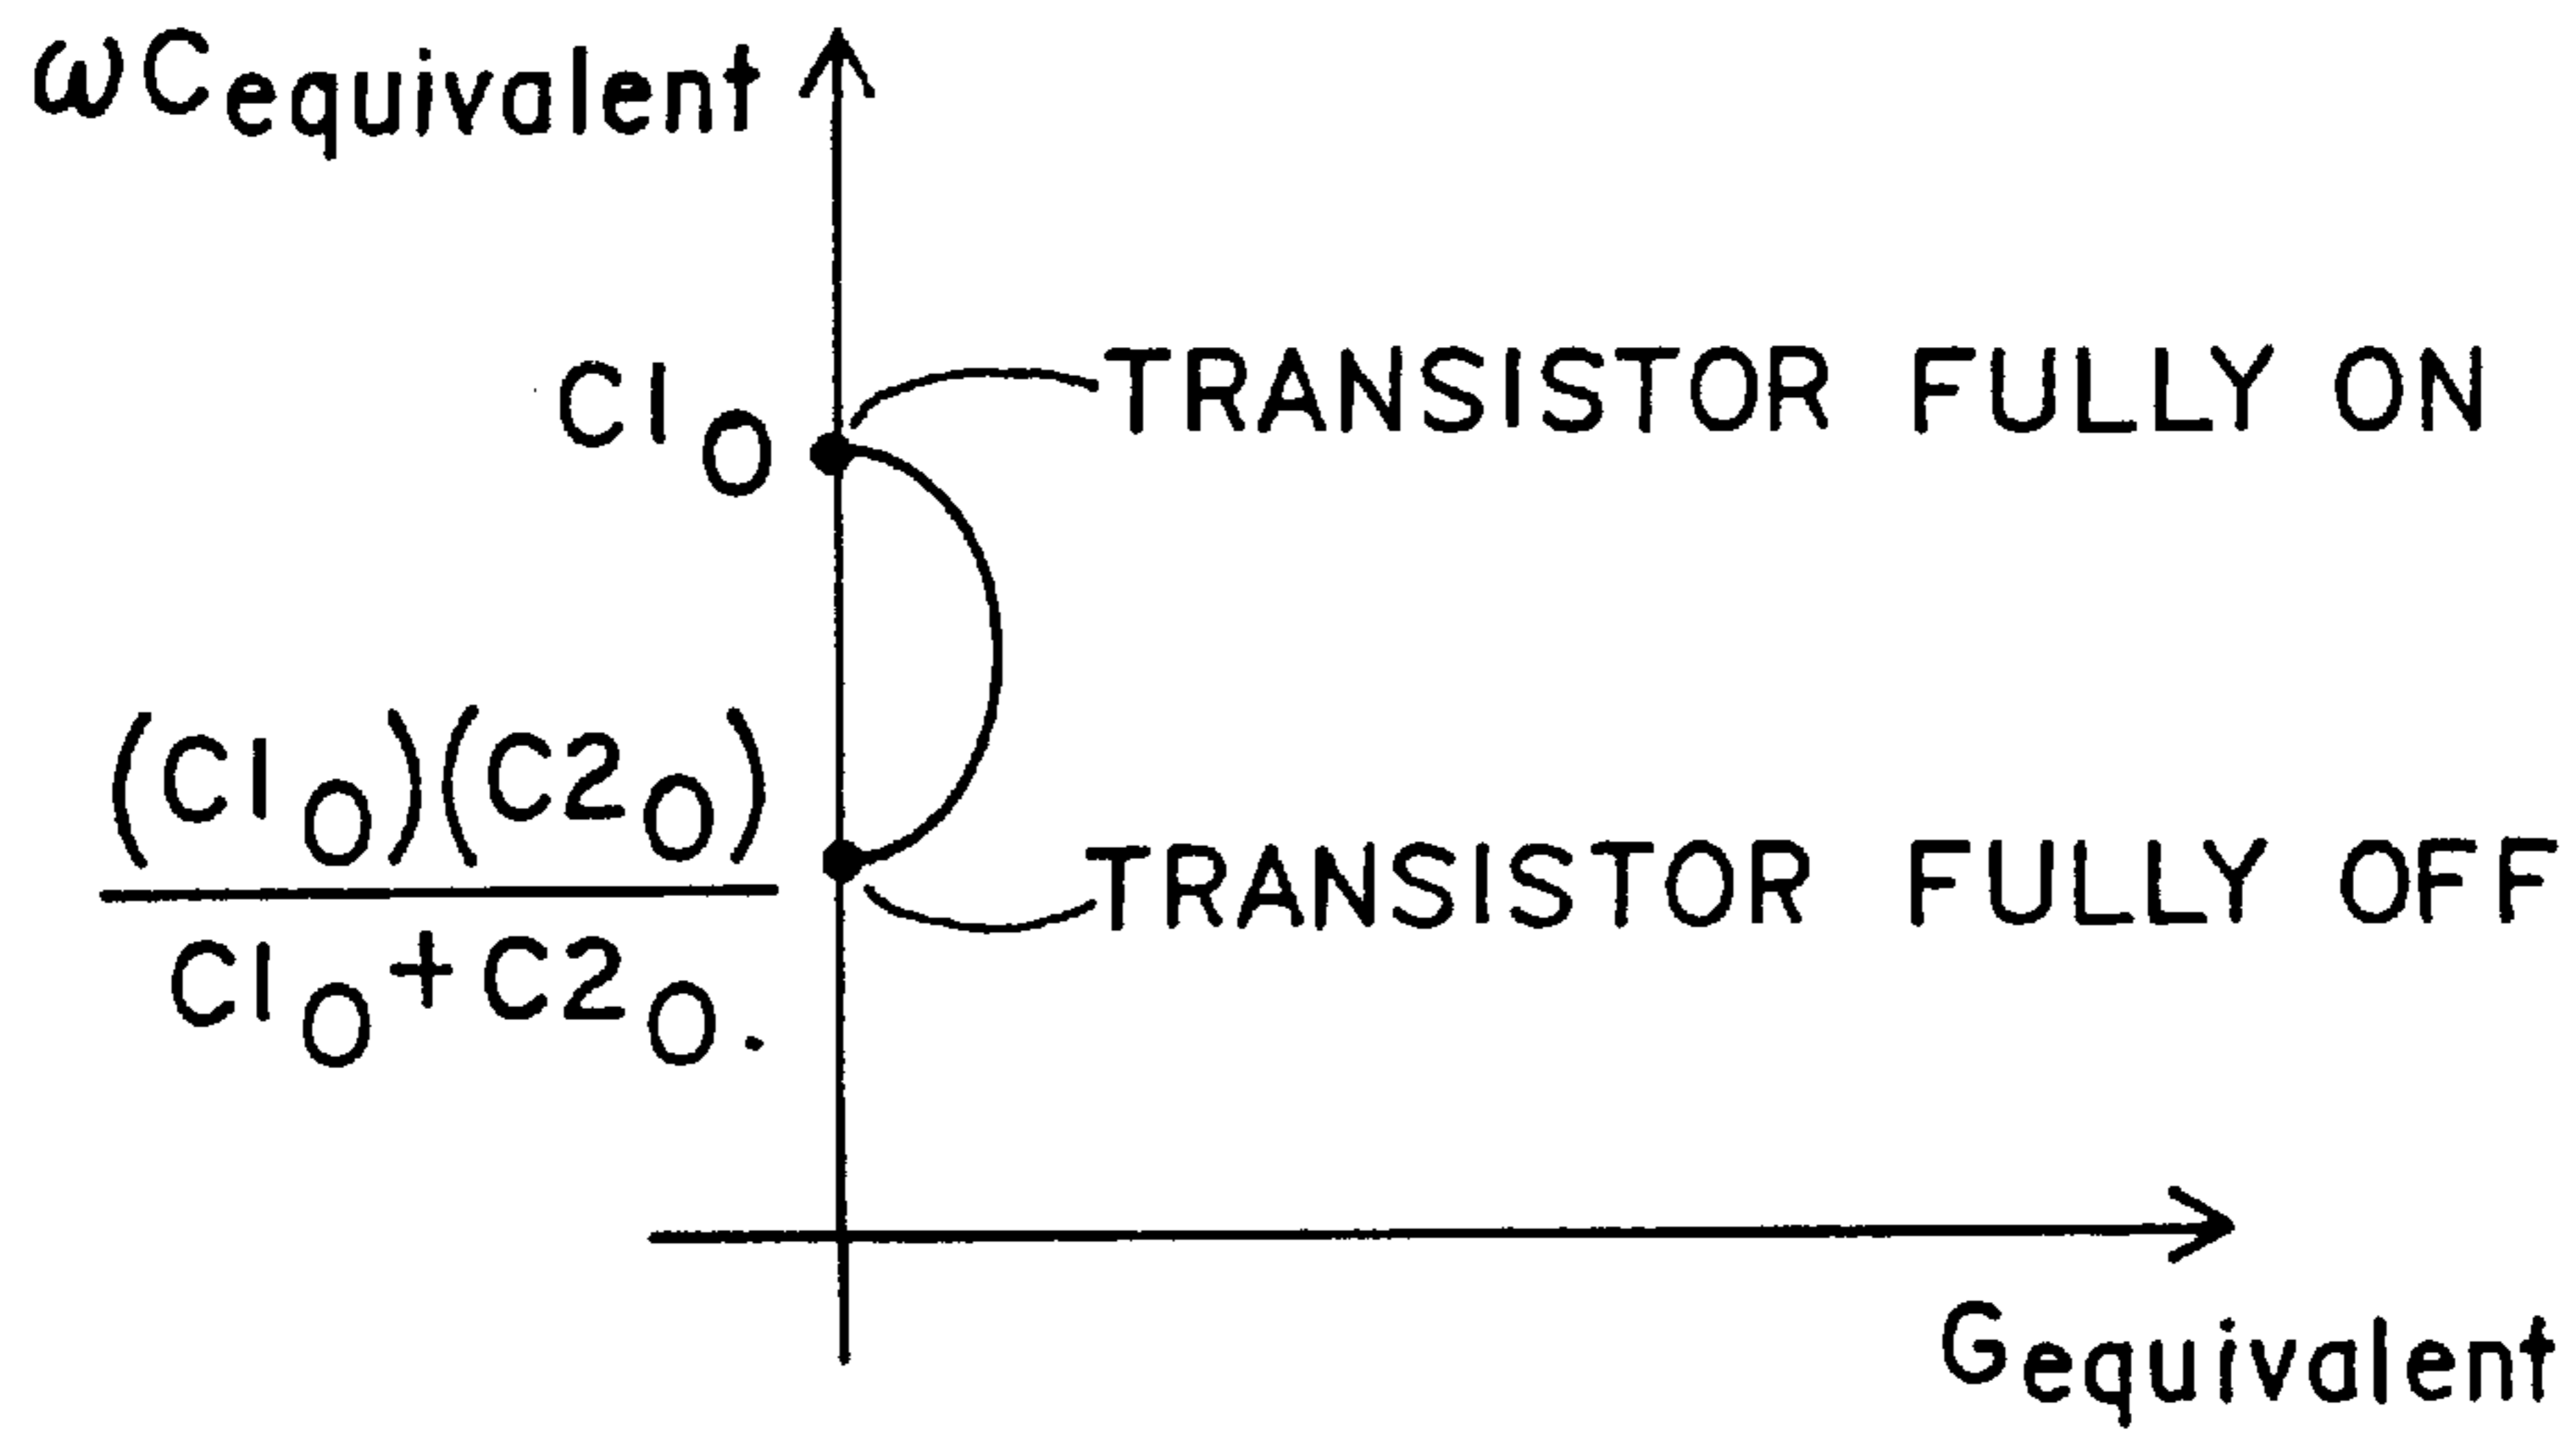 ωCequivalent
C1O
TRANSISTOR FULLY ON
(C1O)(C2O)
C1O+C2O.
TRANSISTOR FULLY OFF
Gequivalent